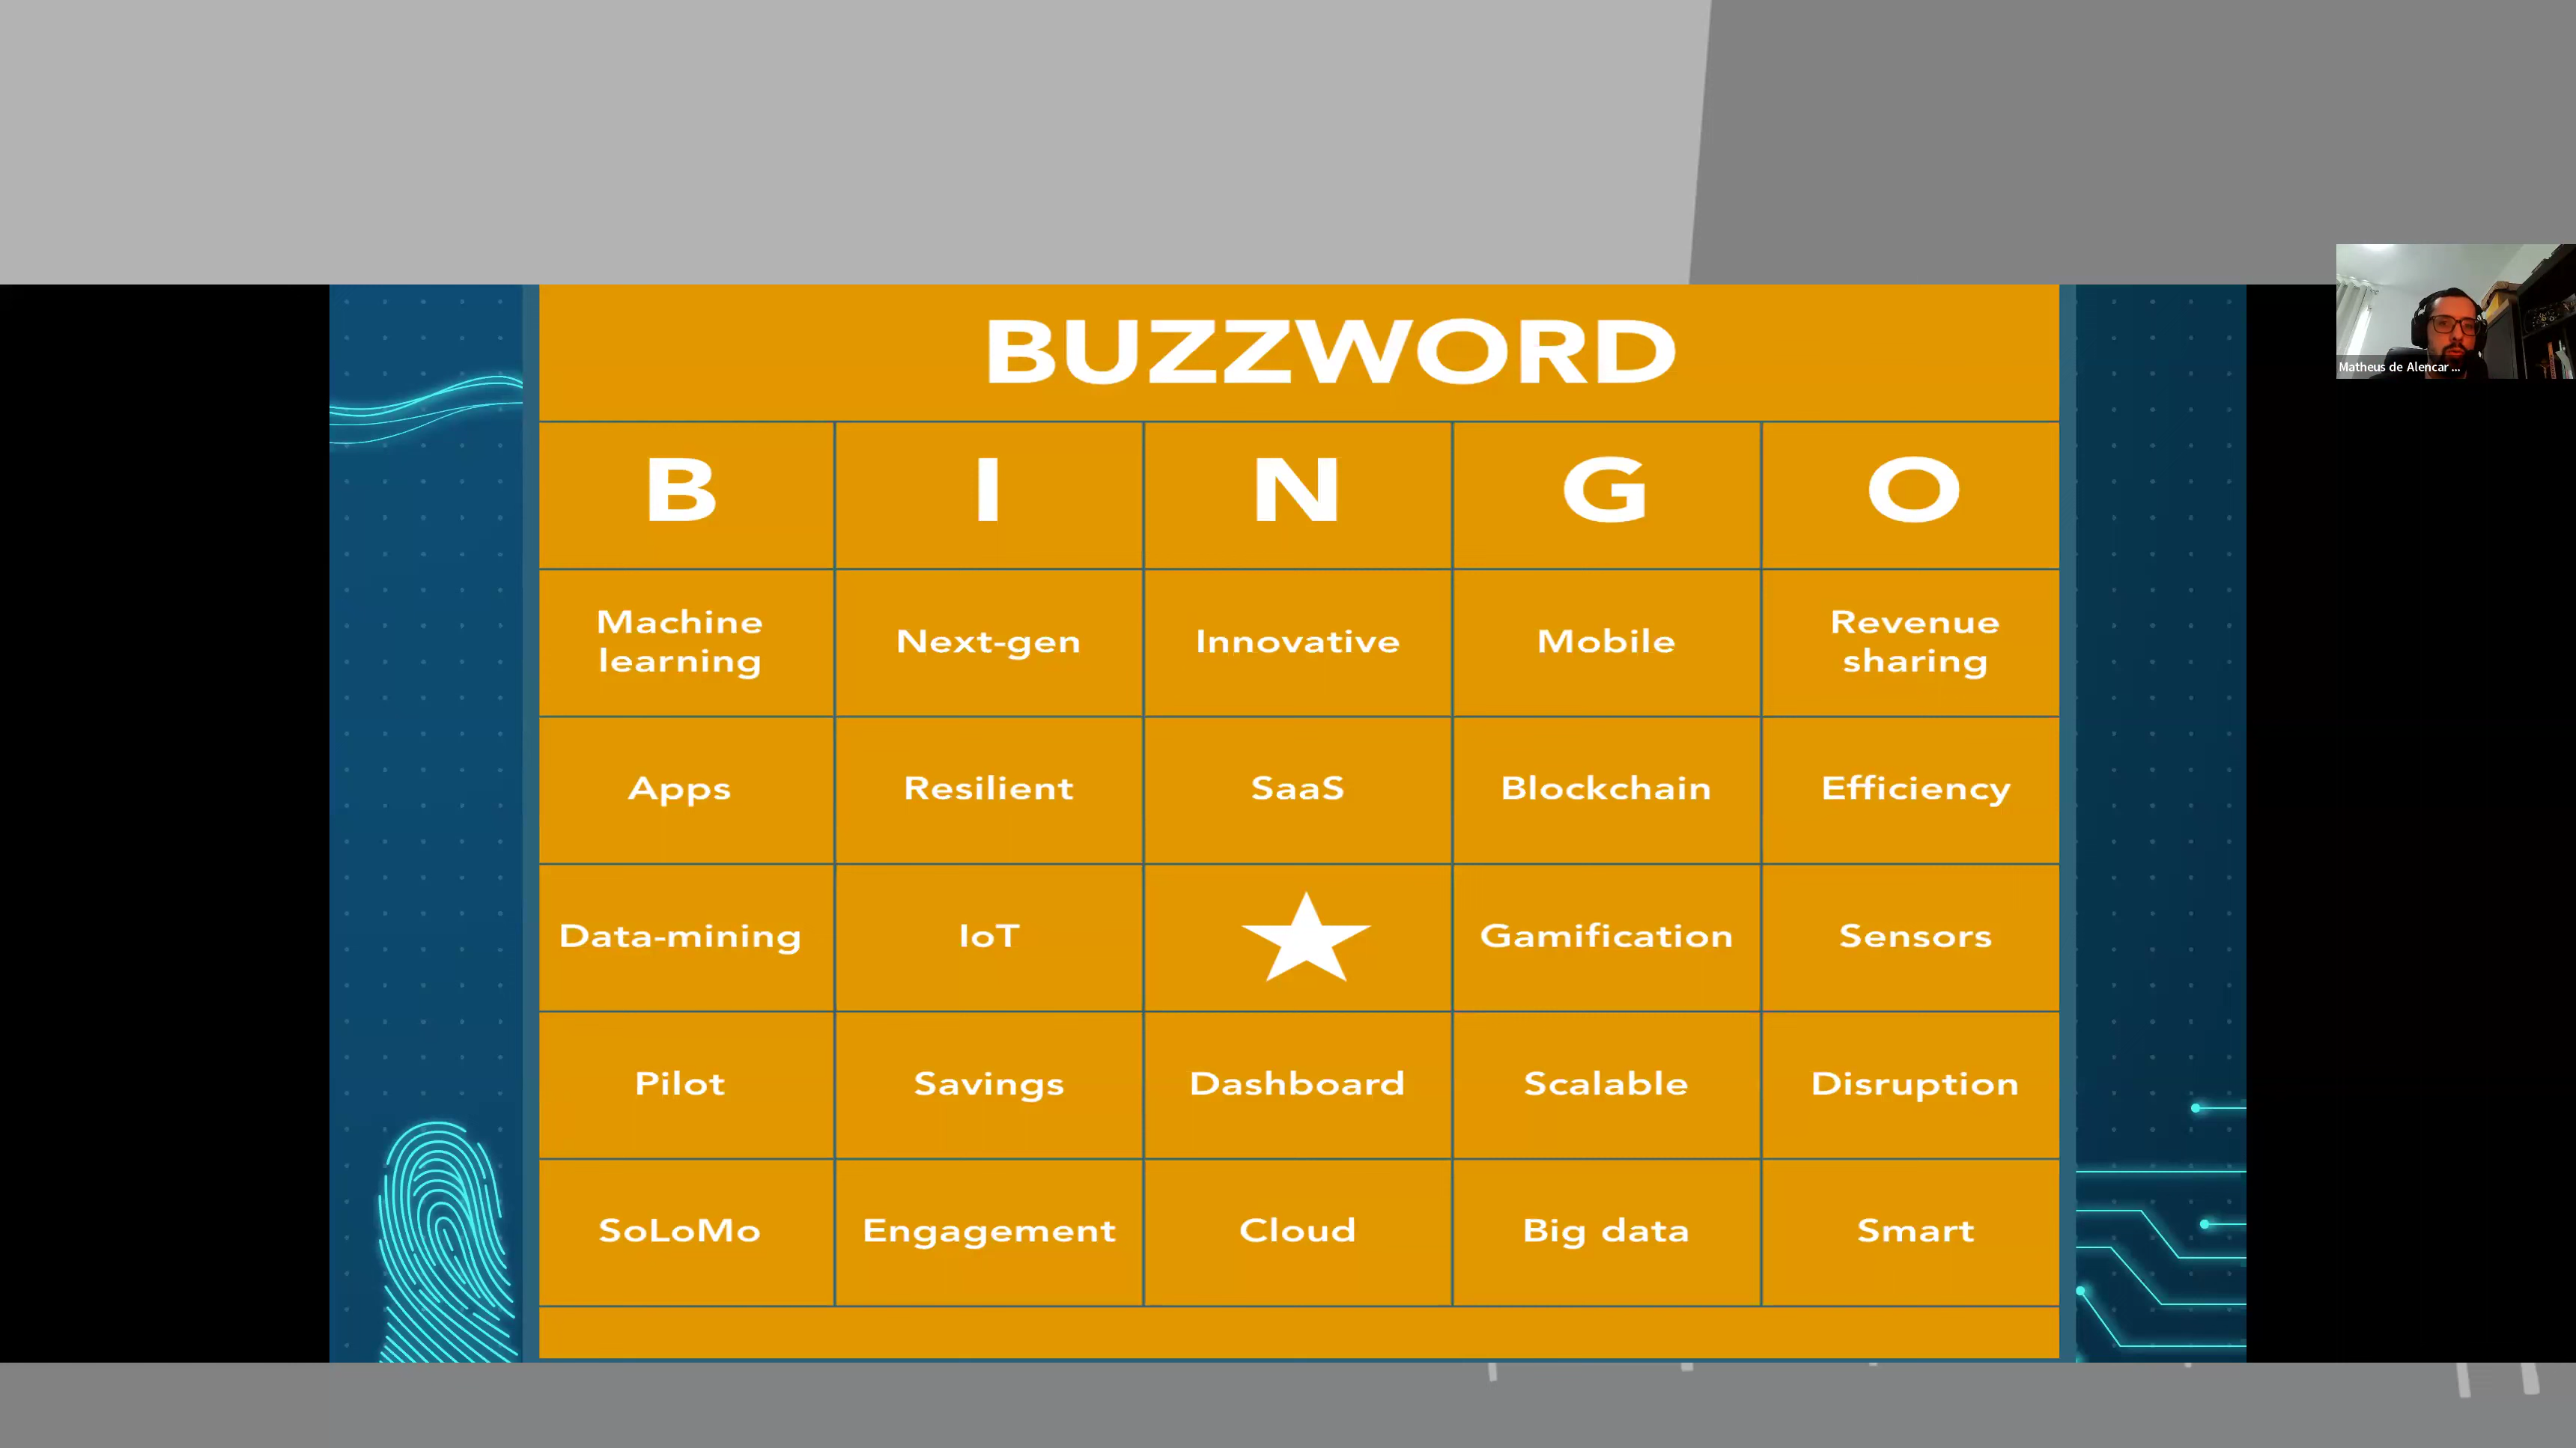 BUZZWORD
B I N G O
Machine learning
Next-gen
Innovative
Mobile
Revenue sharing
Apps
Resilient
SaaS
Blockchain
Efficiency
Data-mining
IoT
Gamification
Sensors
Pilot
Savings
Dashboard
Scalable
Disruption
SoLoMo
Engagement
Cloud
Big data
Smart
Matheus de Alencar ...